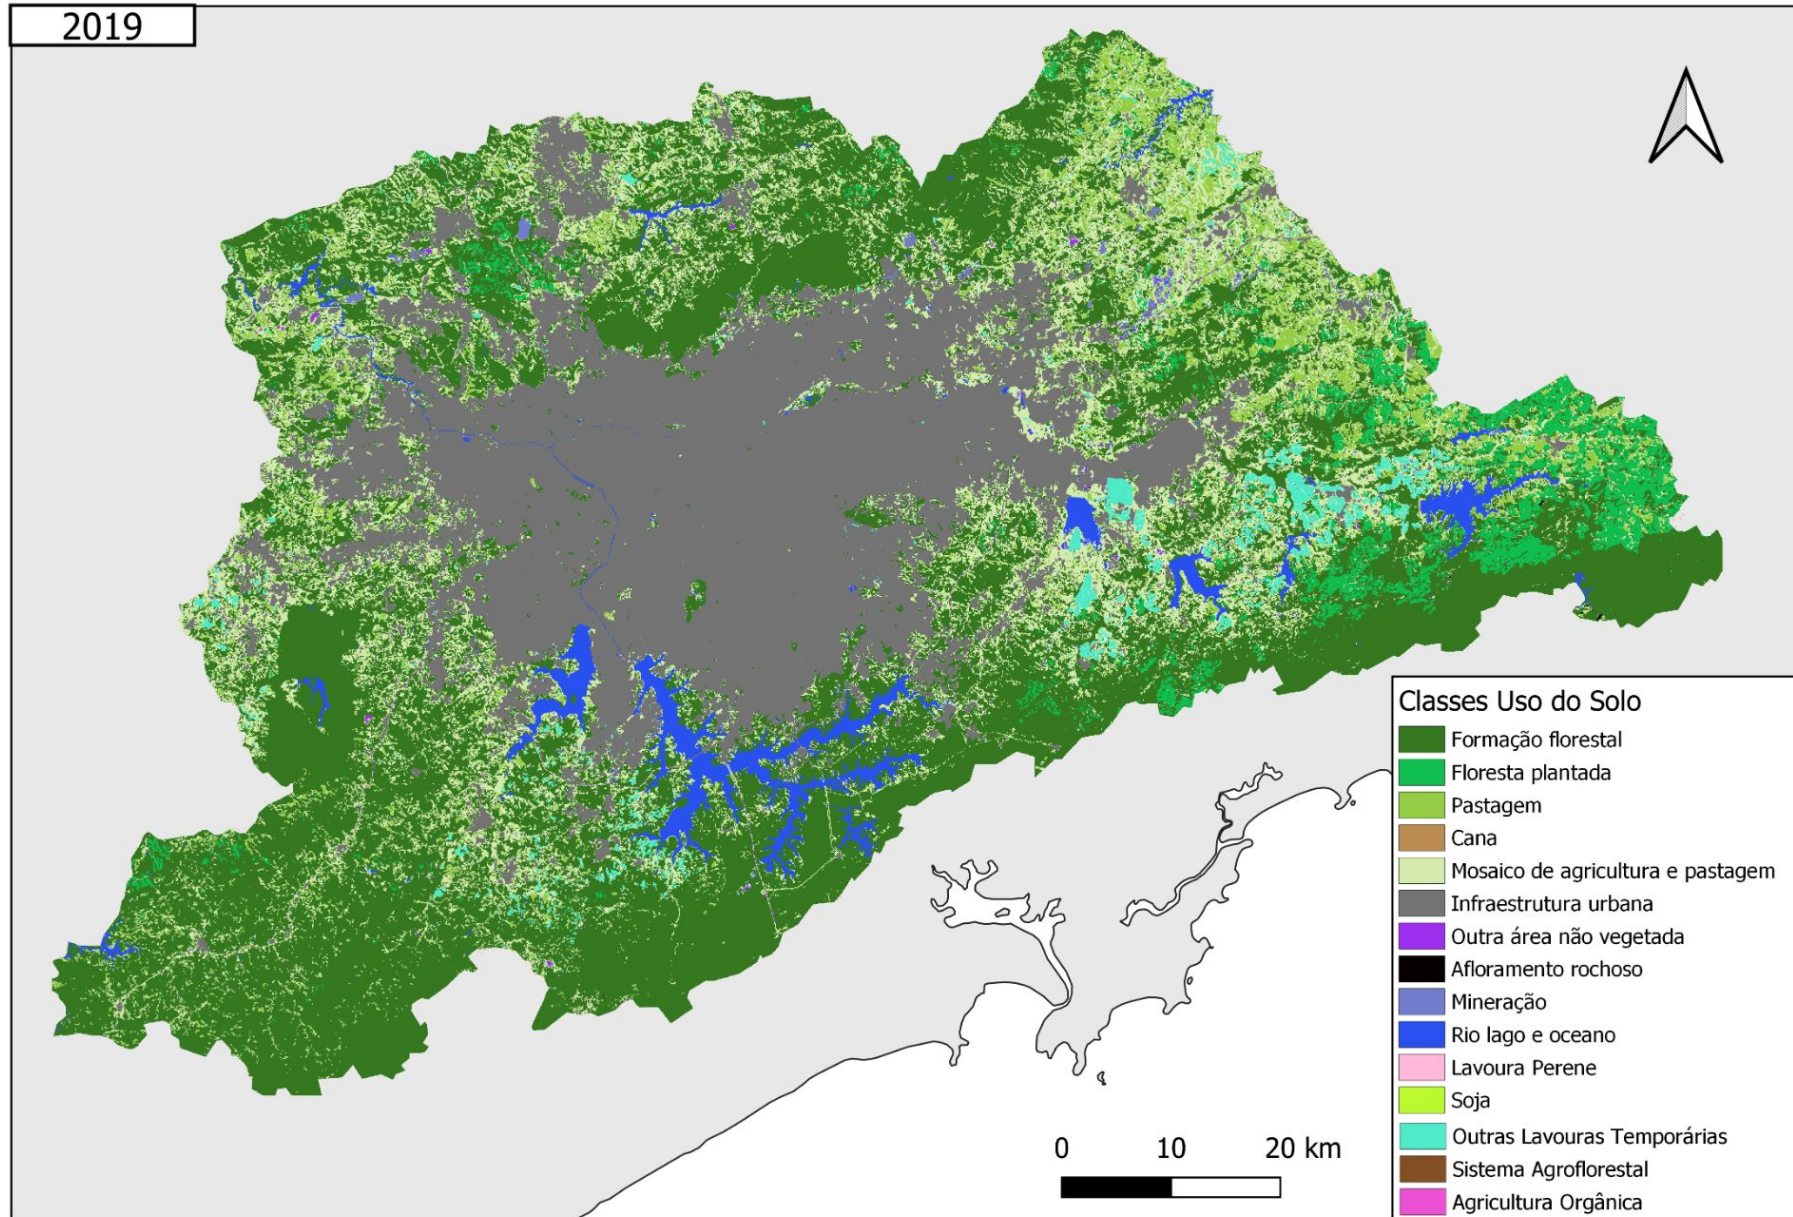 2019
Classes Uso do Solo
Formação florestal
Floresta plantada
Pastagem
Cana
Mosaico de agricultura e pastagem
Infraestrutura urbana
Outra área não vegetada
Afloramento rochoso
Mineração
Rio lago e oceano
Lavoura Perene
Soja
Outras Lavouras Temporárias
Sistema Agroflorestal
Agricultura Orgânica
0 10 20 km